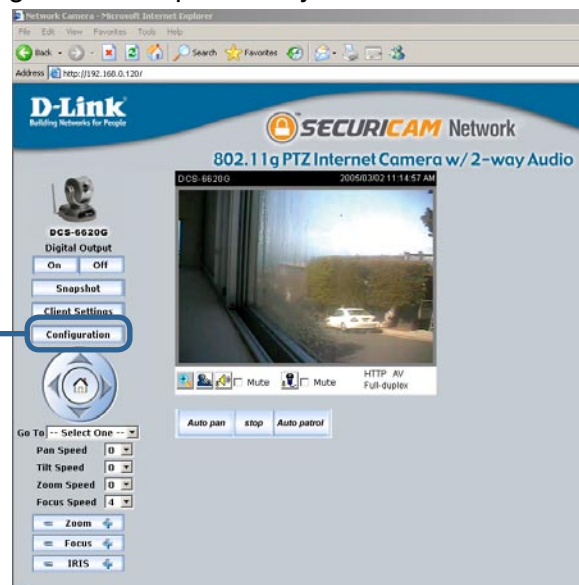 Network Camera - Microsoft Internet Explorer
File Edit View Favorites Tools Help
Back Search Favorites
Address http://192.168.0.120/
D-Link
Building Networks for People
SECURICAM Network
802.11g PTZ Internet Camera w/ 2-way Audio
DCS-6620G 2005/03/02 11:14:57 AM
DCS-6620G
Digital Output
On Off
Snapshot
Client Settings
Configuration
Mute Mute HTTP AV
Full-duplex
Auto pan stop Auto patrol
Go To -- Select One --
Pan Speed 0
Tilt Speed 0
Zoom Speed 0
Focus Speed 4
Zoom
Focus
IRIS